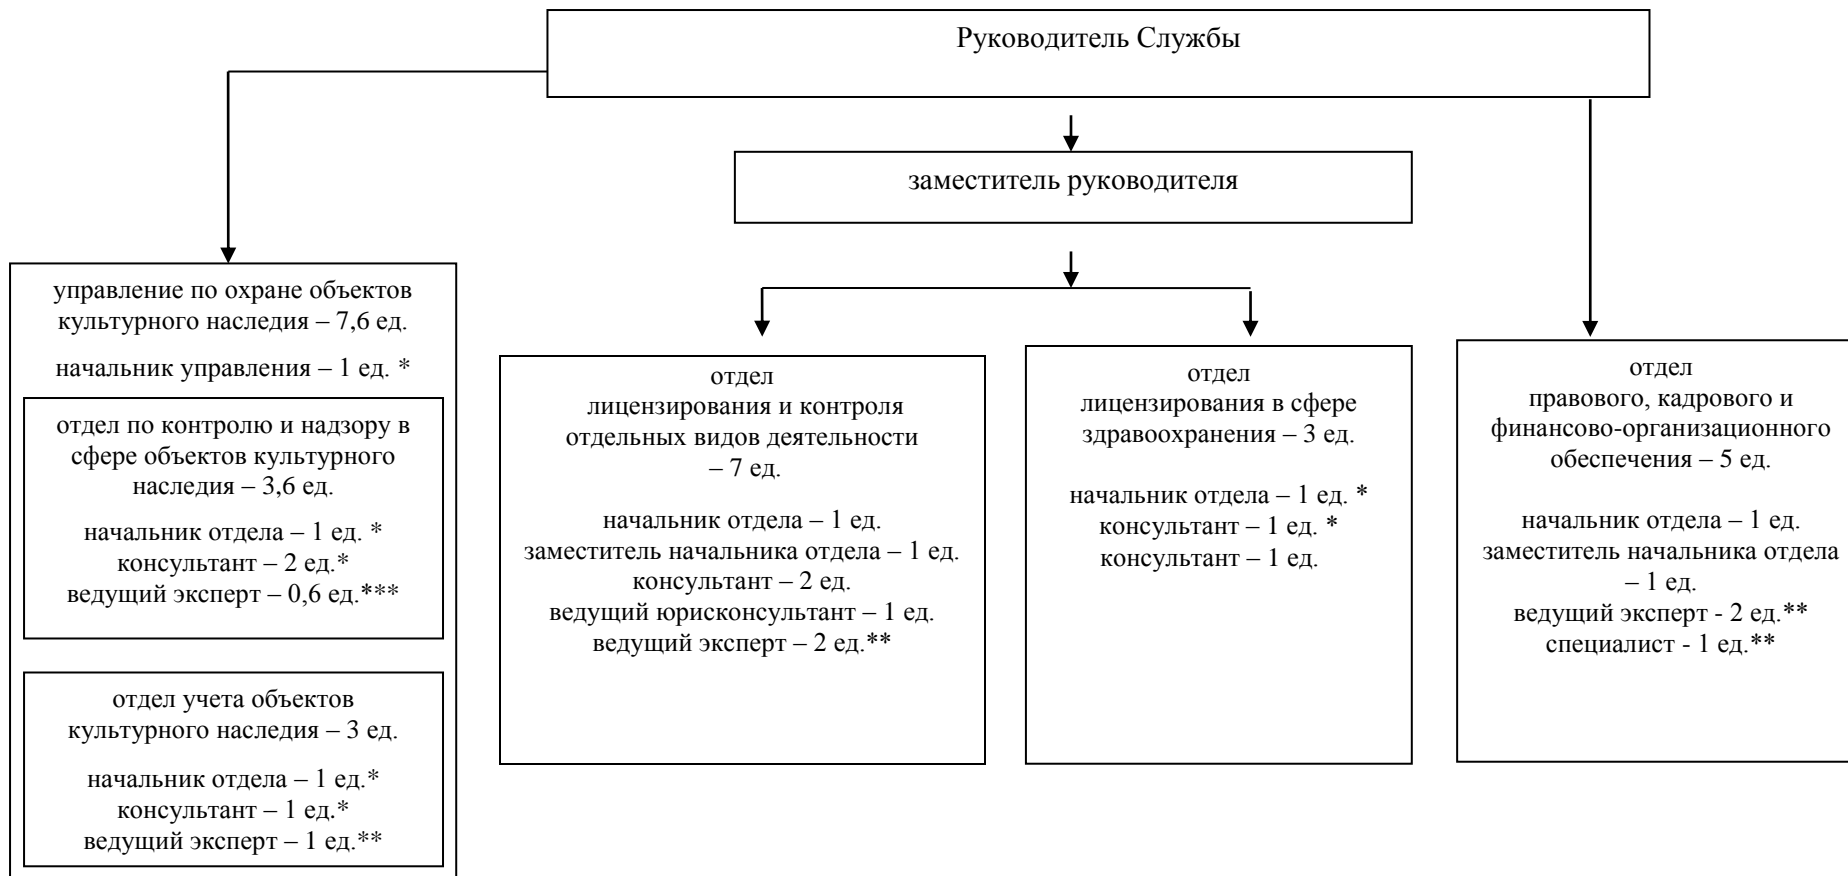 Руководитель Службы
заместитель руководителя
управление по охране объектов
культурного наследия – 7,6 ед.
начальник управления – 1 ед. *
отдел по контролю и надзору в
сфере объектов культурного
наследия – 3,6 ед.
начальник отдела – 1 ед. *
консультант – 2 ед.*
ведущий эксперт – 0,6 ед.***
отдел учета объектов
культурного наследия – 3 ед.
начальник отдела – 1 ед.*
консультант – 1 ед.*
ведущий эксперт – 1 ед.**
отдел
лицензирования и контроля
отдельных видов деятельности
– 7 ед.
начальник отдела – 1 ед.
заместитель начальника отдела – 1 ед.
консультант – 2 ед.
ведущий юрисконсультант – 1 ед.
ведущий эксперт – 2 ед.**
отдел
лицензирования в сфере
здравоохранения – 3 ед.
начальник отдела – 1 ед. *
консультант – 1 ед. *
консультант – 1 ед.
отдел
правового, кадрового и
финансово-организационного
обеспечения – 5 ед.
начальник отдела – 1 ед.
заместитель начальника отдела
– 1 ед.
ведущий эксперт - 2 ед.**
специалист - 1 ед.**